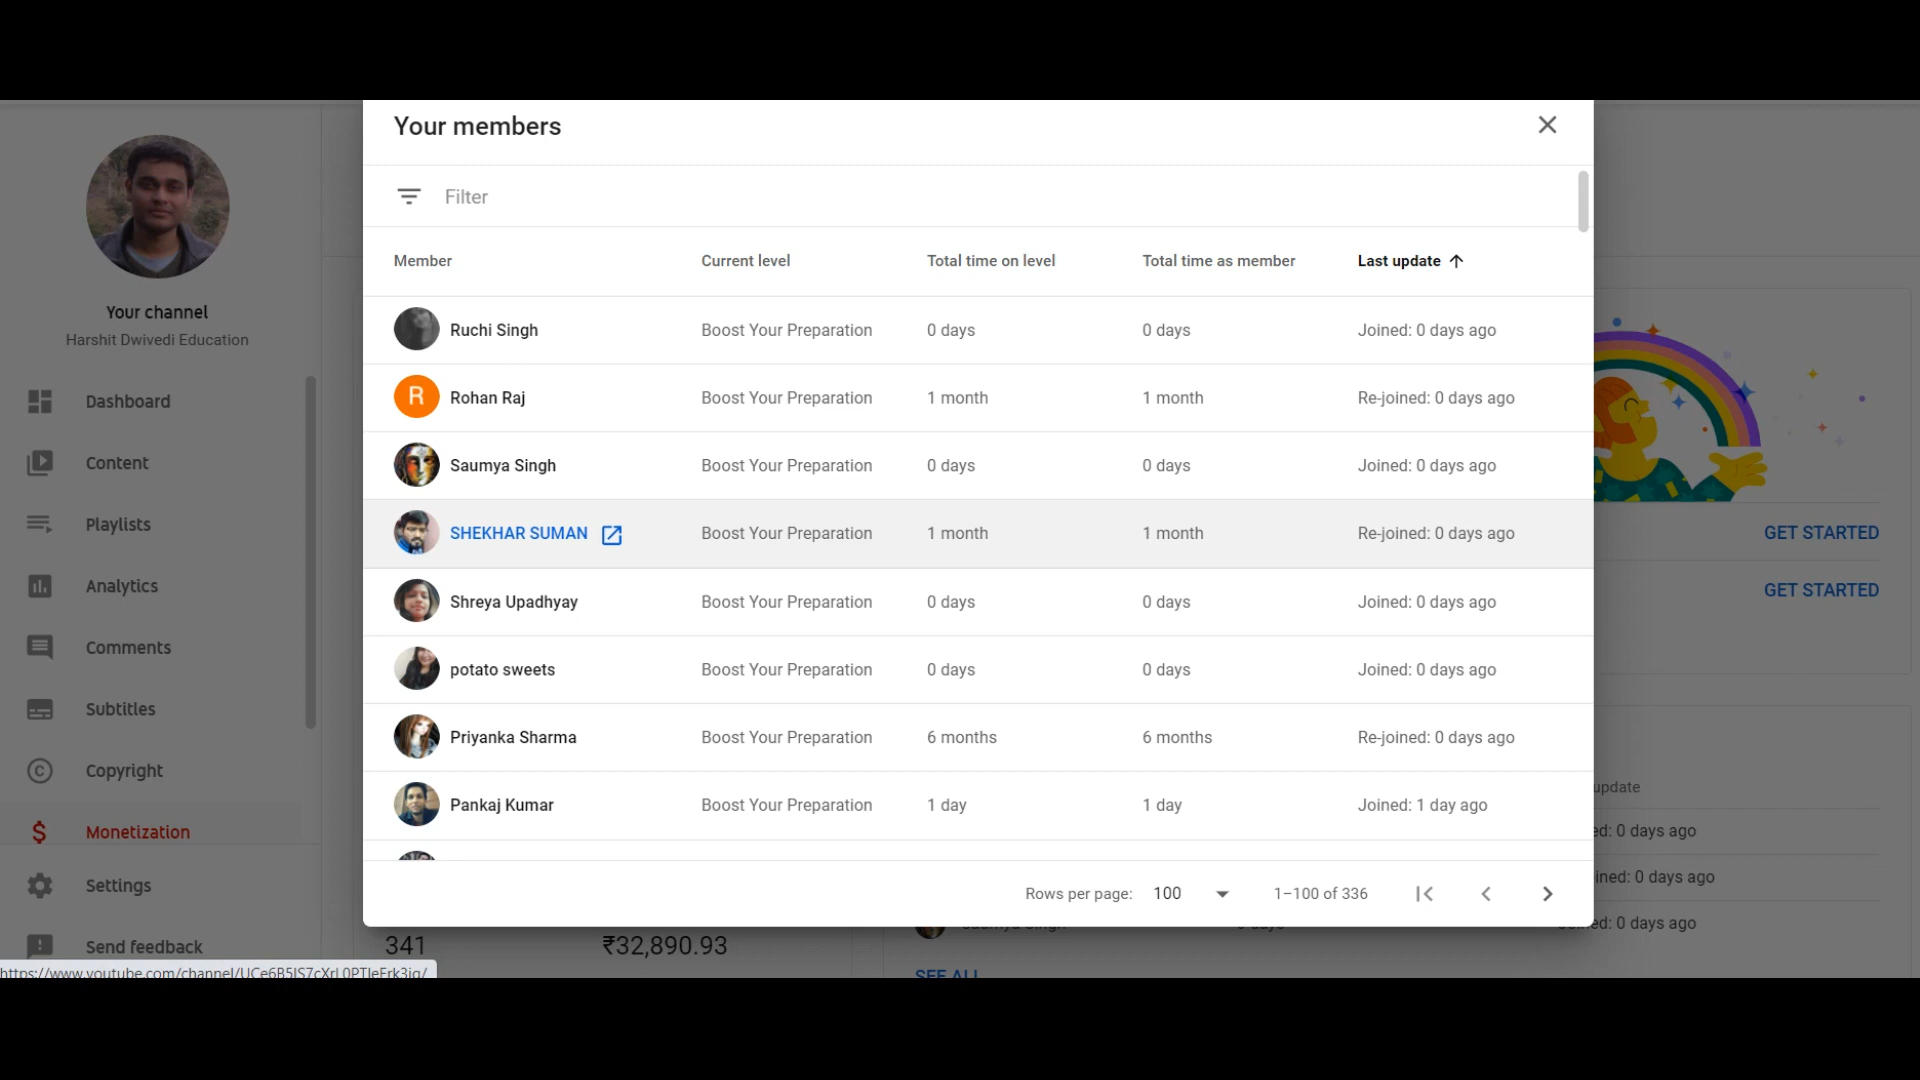 Your members
Filter
Member Current level Total time on level Total time as member Last update
Ruchi Singh Boost Your Preparation 0 days 0 days Joined: 0 days ago
R Rohan Raj Boost Your Preparation 1 month 1 month Re-joined: 0 days ago
Saumya Singh Boost Your Preparation 0 days 0 days Joined: 0 days ago
SHEKHAR SUMAN Boost Your Preparation 1 month 1 month Re-joined: 0 days ago
Shreya Upadhyay Boost Your Preparation 0 days 0 days Joined: 0 days ago
potato sweets Boost Your Preparation 0 days 0 days Joined: 0 days ago
Priyanka Sharma Boost Your Preparation 6 months 6 months Re-joined: 0 days ago
Pankaj Kumar Boost Your Preparation 1 day 1 day Joined: 1 day ago
Rows per page: 100 1–100 of 336
Your channel
Harshit Dwivedi Education
Dashboard
Content
Playlists
Analytics
Comments
Subtitles
Copyright
Monetization
Settings
Send feedback
GET STARTED
GET STARTED
update
ed: 0 days ago
ined: 0 days ago
ed: 0 days ago
341 ₹32,890.93
SEE ALL